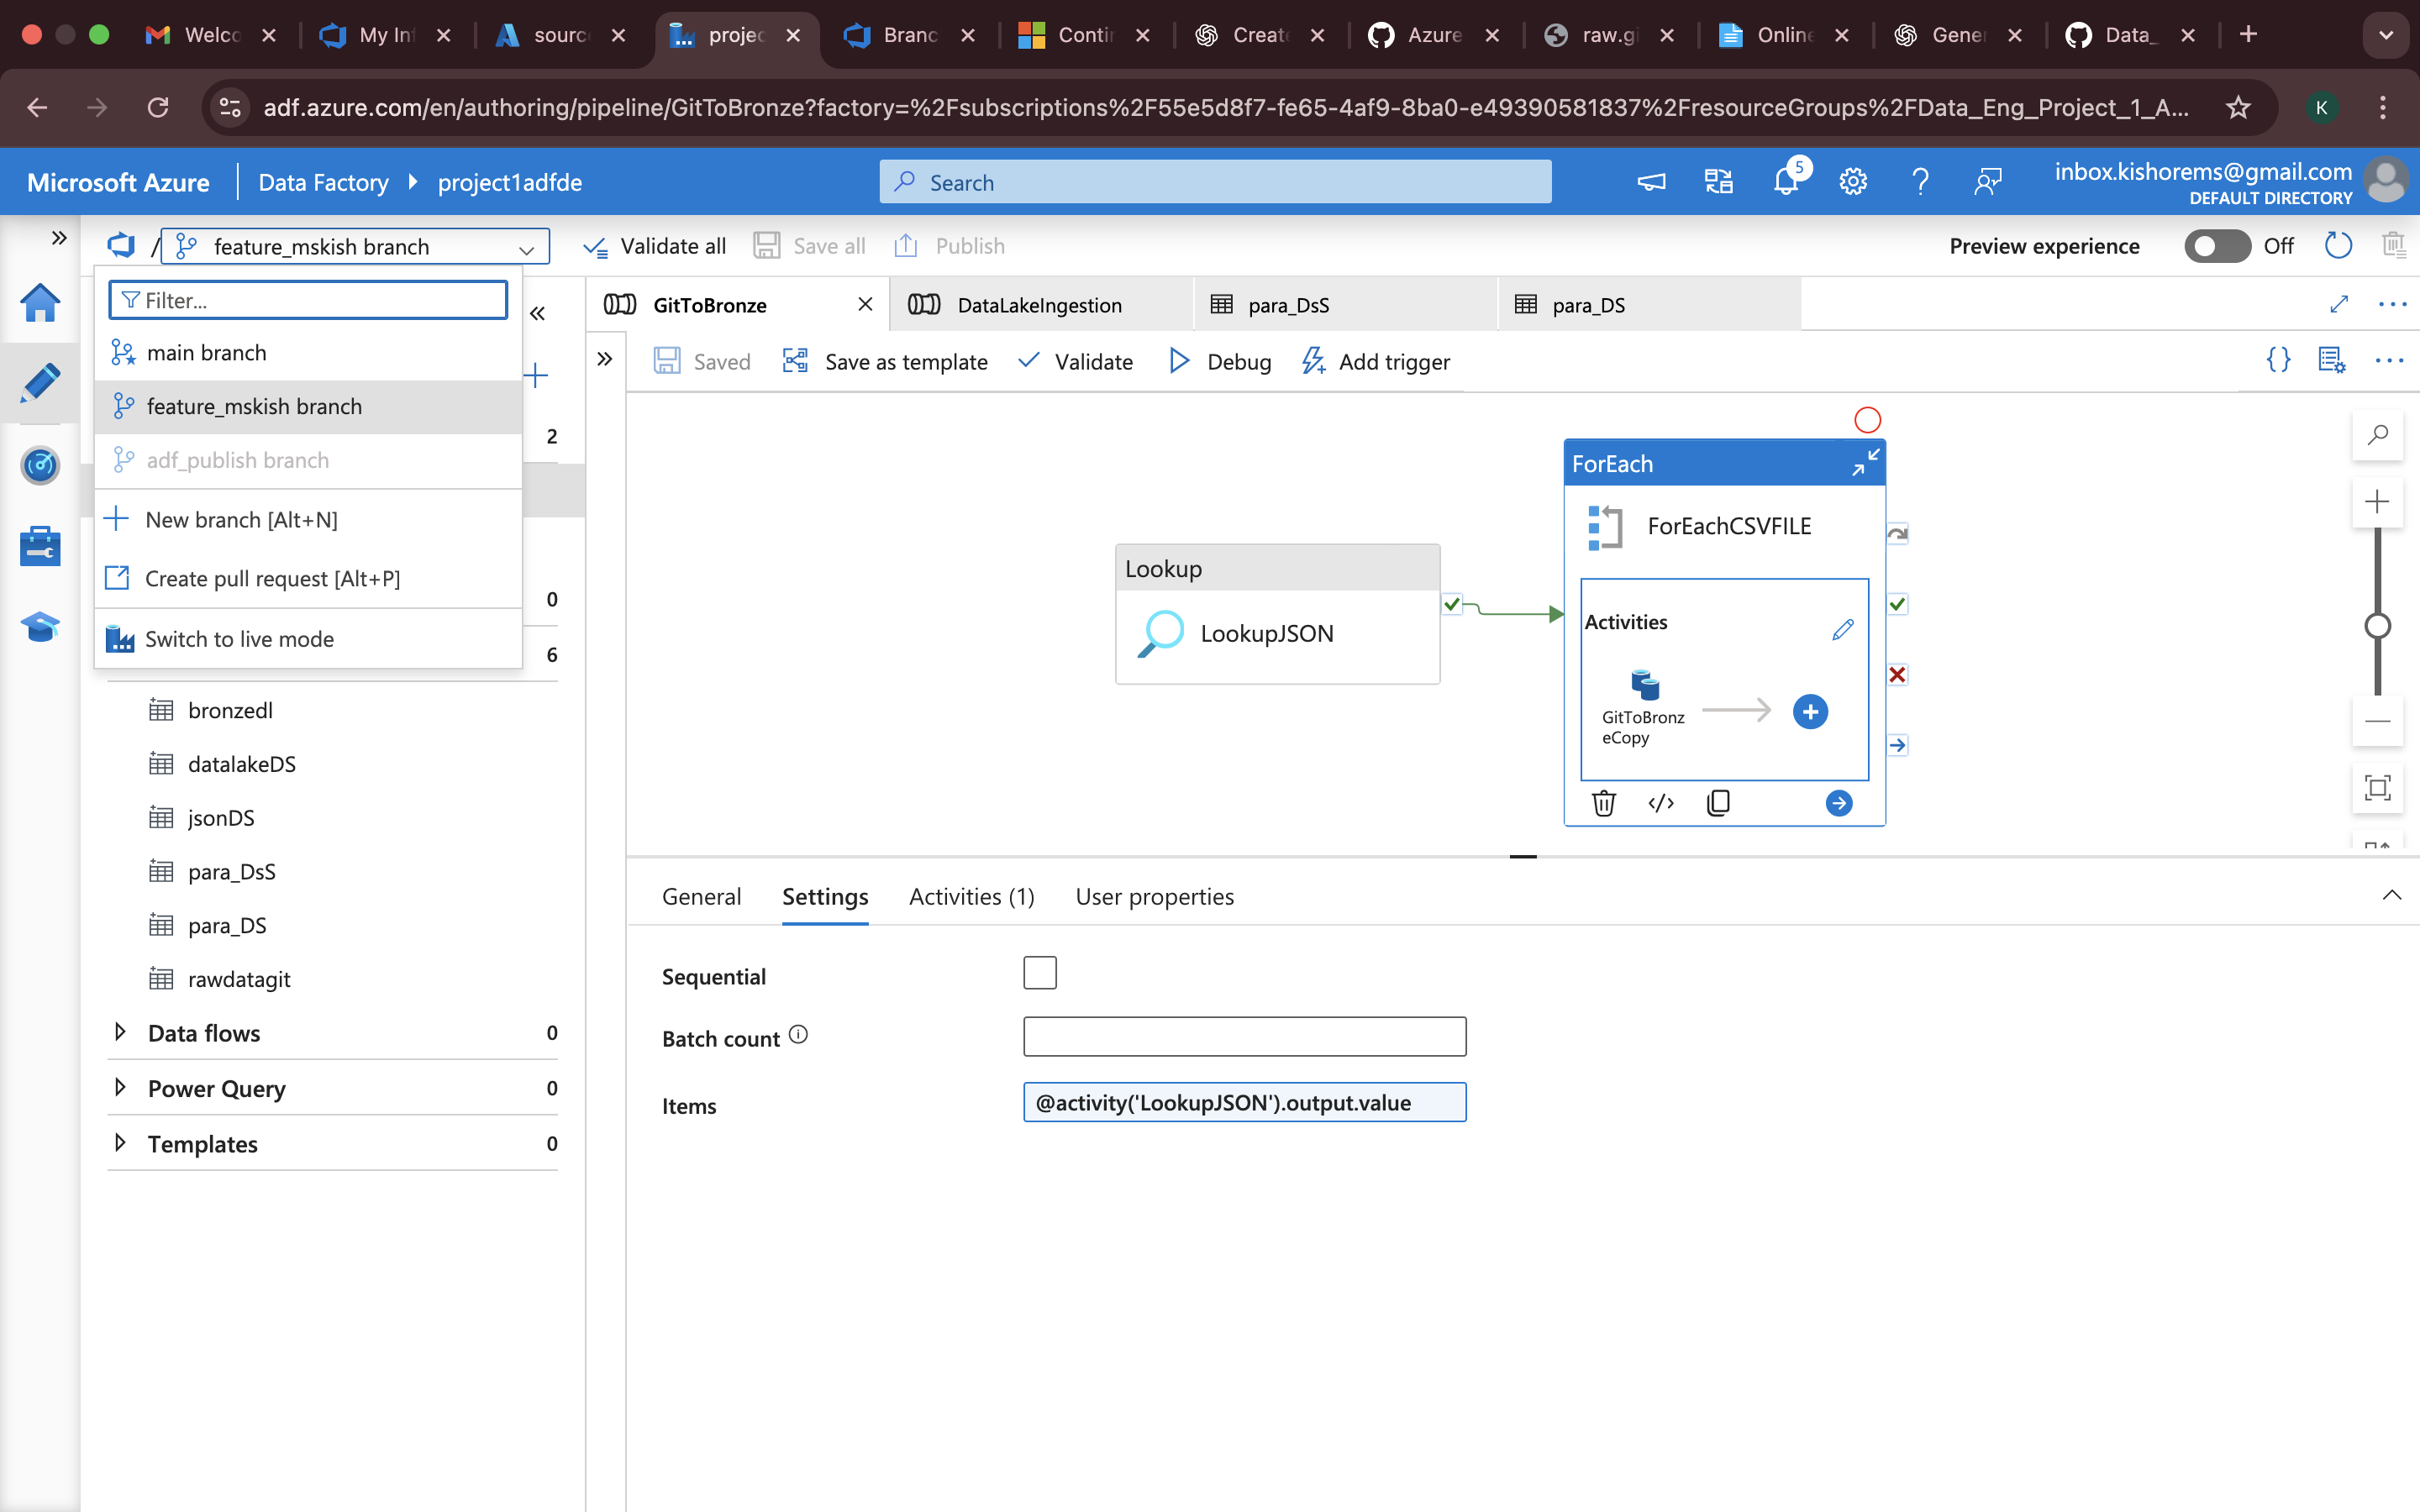 Welco
My Inf
sourc
projec
Branc
Contin
Create
Azure
raw.gi
Online
Gener
Data_
adf.azure.com/en/authoring/pipeline/GitToBronze?factory=%2Fsubscriptions%2F55e5d8f7-fe65-4af9-8ba0-e49390581837%2FresourceGroups%2FData_Eng_Project_1_A...
K
Microsoft Azure
Data Factory
project1adfde
Search
5
inbox.kishorems@gmail.com
DEFAULT DIRECTORY
/
feature_mskish branch
Validate all
Save all
Publish
Preview experience
Off
Filter...
main branch
feature_mskish branch
adf_publish branch
New branch [Alt+N]
Create pull request [Alt+P]
Switch to live mode
2
0
6
bronzedl
datalakeDS
jsonDS
para_DsS
para_DS
rawdatagit
Data flows 0
Power Query 0
Templates 0
GitToBronze
DataLakeIngestion
para_DsS
para_DS
Saved
Save as template
Validate
Debug
Add trigger
Lookup
LookupJSON
ForEach
ForEachCSVFILE
Activities
GitToBronz
eCopy
General
Settings
Activities (1)
User properties
Sequential
Batch count
Items
@activity('LookupJSON').output.value